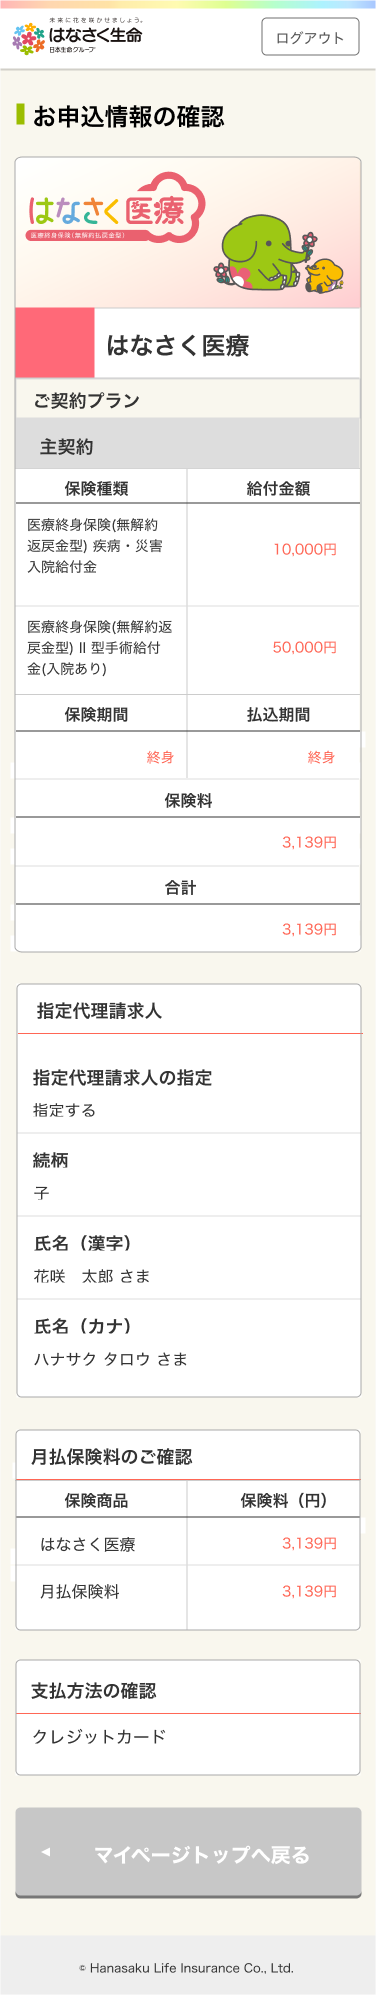 未来に花を咲かせましょう。
はなさく生命
日本生命グループ
ログアウト
お申込情報の確認
はなさく医療
医療終身保険(無解約払戻金型)
はなさく医療
ご契約プラン
主契約
保険種類 給付金額
医療終身保険(無解約
返戻金型) 疾病・災害
入院給付金
10,000円
医療終身保険(無解約返
戻金型) II 型手術給付
金(入院あり)
50,000円
保険期間 払込期間
終身 終身
保険料
3,139円
合計
3,139円
指定代理請求人
指定代理請求人の指定
指定する
続柄
子
氏名（漢字）
花咲　太郎 さま
氏名（カナ）
ハナサク タロウ さま
月払保険料のご確認
保険商品 保険料（円）
はなさく医療 3,139円
月払保険料 3,139円
支払方法の確認
クレジットカード
マイページトップへ戻る
© Hanasaku Life Insurance Co., Ltd.